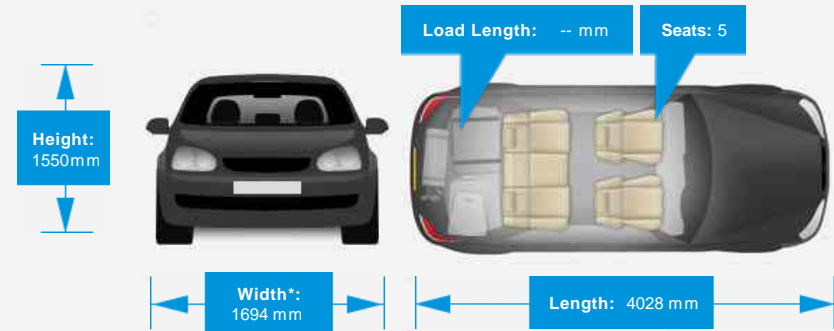 Load Length: -- mm
Seats: 5
Height:
1550mm
Width*:
1694 mm
Length: 4028 mm